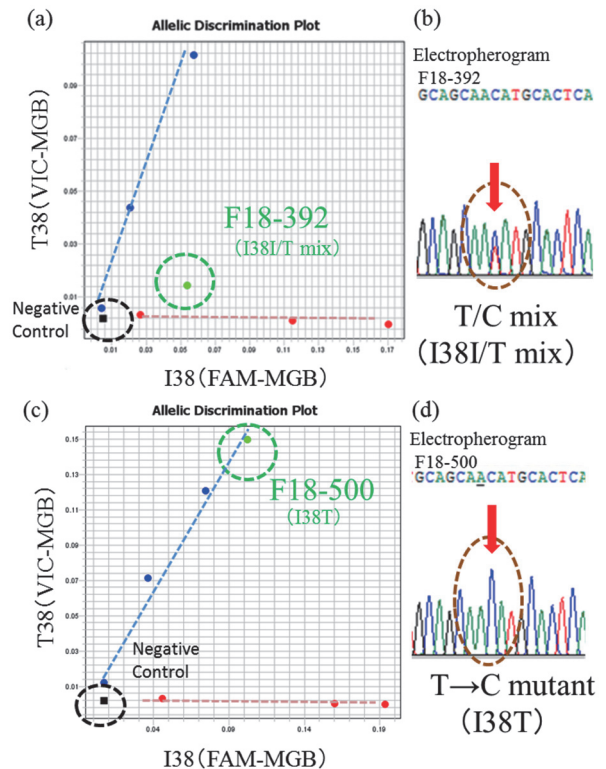 (a)
Allelic Discrimination Plot
T38(VIC-MGB)
0.09
0.07
0.05
0.03
0.01
F18-392
(I38I/T mix)
Negative
Control
0.01 0.03 0.05 0.07 0.09 0.11 0.13 0.15 0.17
I38(FAM-MGB)
(b)
Electropherogram
F18-392
GCAGCAACATGCACTCA
T/C mix
(I38I/T mix)
(c)
Allelic Discrimination Plot
T38(VIC-MGB)
0.15
0.13
0.11
0.09
0.07
0.05
0.03
0.01
F18-500
(I38T)
Negative
Control
0.04 0.09 0.14 0.19
I38(FAM-MGB)
(d)
Electropherogram
F18-500
GCAGCAACATGCACTCA
T→C mutant
(I38T)